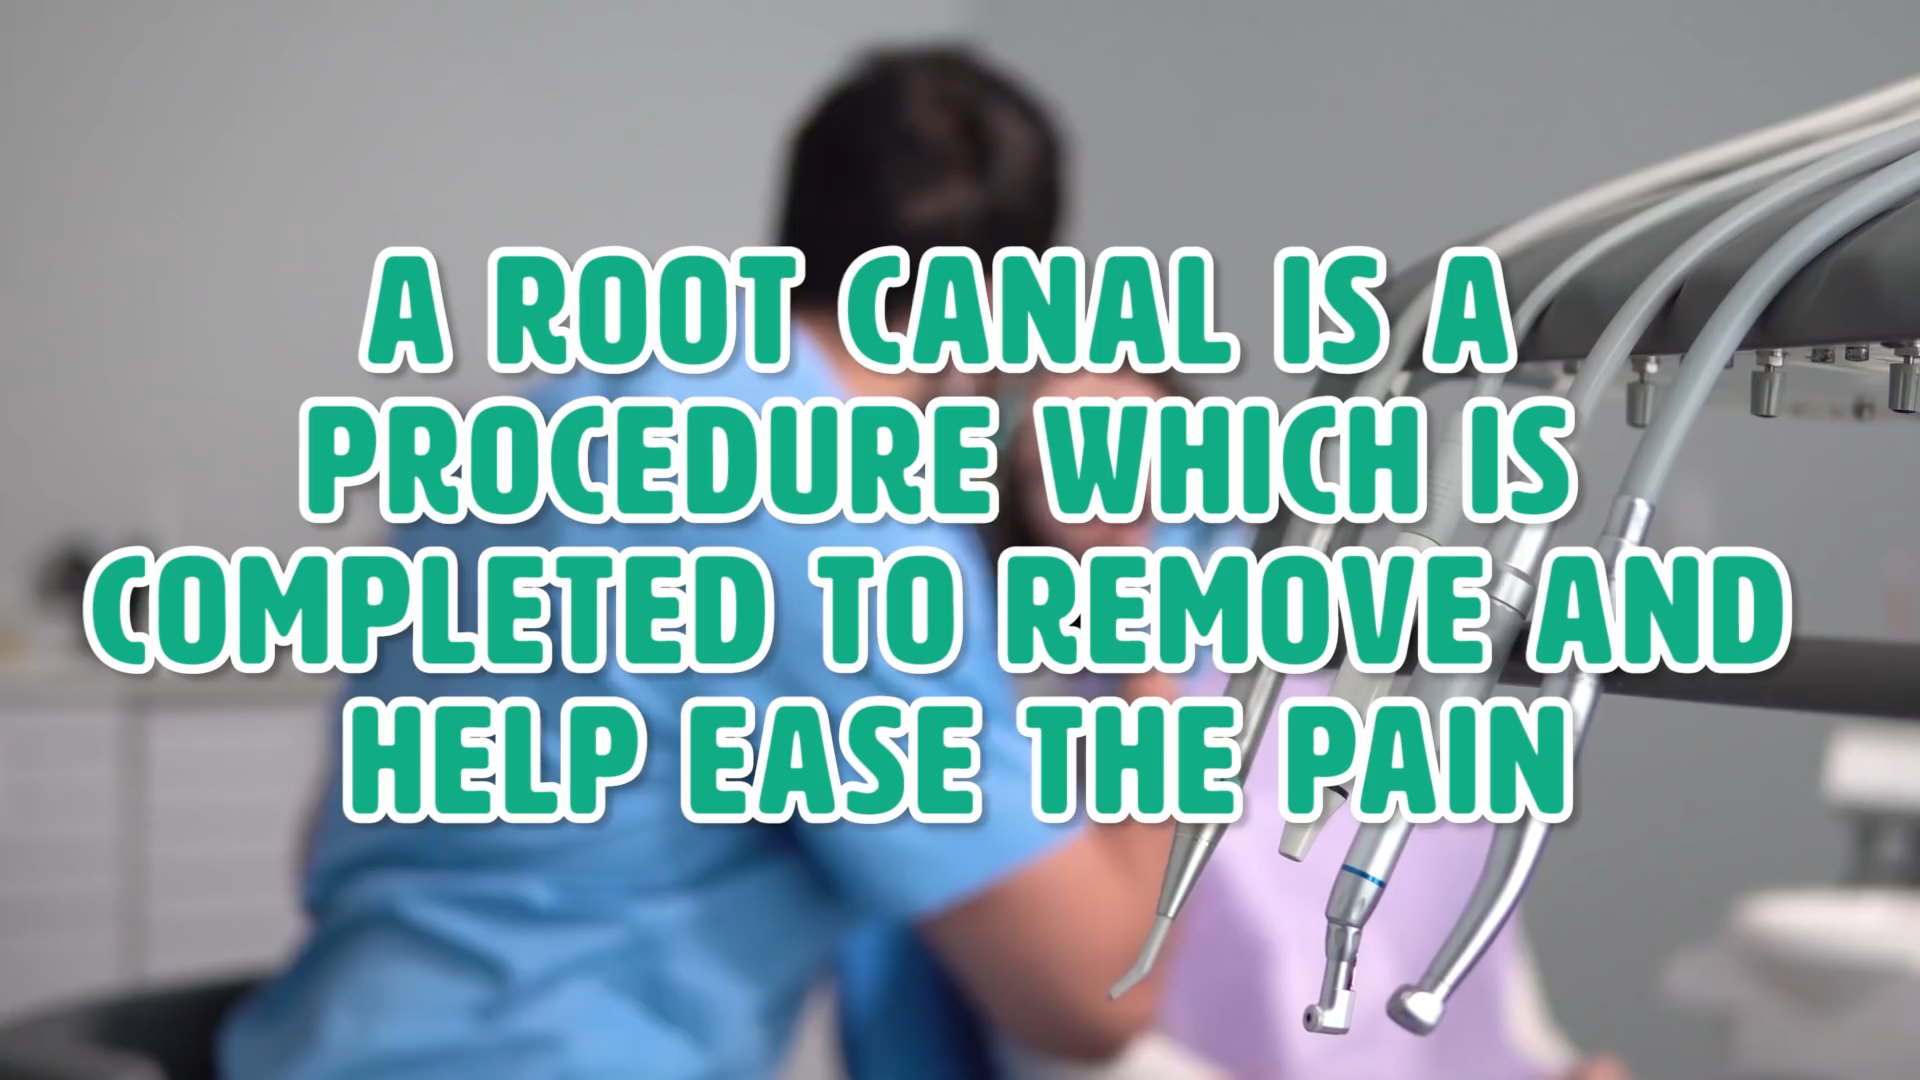 A ROOT CANAL IS A
PROCEDURE WHICH IS
COMPLETED TO REMOVE AND
HELP EASE THE PAIN